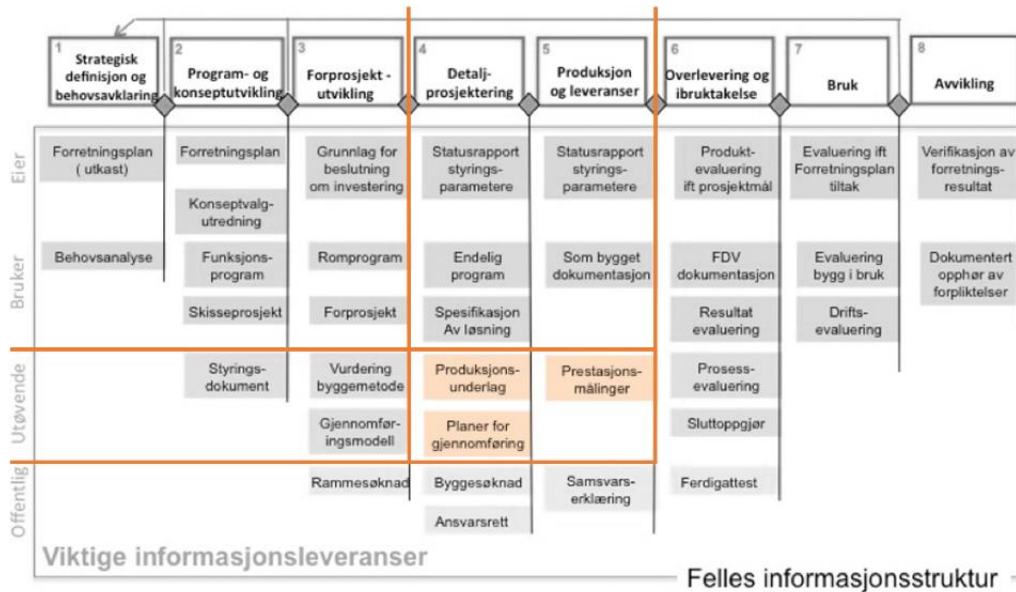 1
Strategisk
definisjon og
behovsavklaring
2
Program- og
konseptutvikling
3
Forprosjekt -
utvikling
4
Detalj-
prosjektering
5
Produksjon
og leveranser
6
Overlevering og
ibruktakelse
7
Bruk
8
Avvikling
Eier
Forretningsplan
( utkast)
Forretningsplan
Konseptvalg-
utredning
Grunnlag for
beslutning
om investering
Statusrapport
styrings-
parametere
Statusrapport
styrings-
parametere
Produkt-
evaluering
ift prosjektmål
Evaluering ift
Forretningsplan
tiltak
Verifikasjon av
forretnings-
resultat
Bruker
Behovsanalyse
Funksjons-
program
Skisseprosjekt
Romprogram
Forprosjekt
Endelig
program
Spesifikasjon
Av løsning
Som bygget
dokumentasjon
FDV
dokumentasjon
Resultat
evaluering
Evaluering
bygg i bruk
Drifts-
evaluering
Dokumentert
opphør av
forpliktelser
Utøvende
Styrings-
dokument
Vurdering
byggemetode
Gjennomfør-
ingsmodell
Produksjons-
underlag
Planer for
gjennomføring
Prestasjons-
målinger
Prosess-
evaluering
Sluttoppgjør
Offentlig
Rammesøknad
Byggesøknad
Ansvarsrett
Samsvars-
erklæring
Ferdigattest
Viktige informasjonsleveranser
Felles informasjonsstruktur